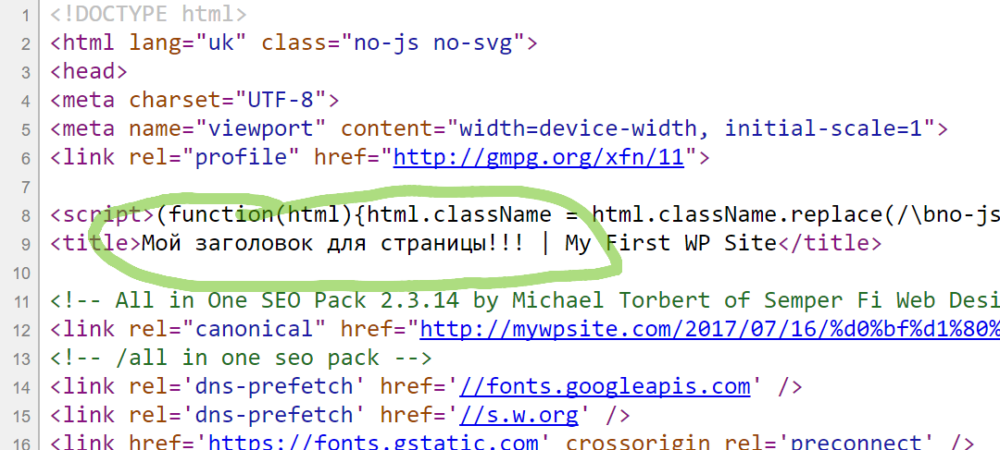 1 <!DOCTYPE html>
2 <html lang="uk" class="no-js no-svg">
3 <head>
4 <meta charset="UTF-8">
5 <meta name="viewport" content="width=device-width, initial-scale=1">
6 <link rel="profile" href="http://gmpg.org/xfn/11">
7
8 <script>(function(html){html.className = html.className.replace(/\bno-js
9 <title>Мой заголовок для страницы!!! | My First WP Site</title>
10
11 <!-- All in One SEO Pack 2.3.14 by Michael Torbert of Semper Fi Web Desi
12 <link rel="canonical" href="http://mywpsite.com/2017/07/16/%d0%bf%d1%80%
13 <!-- /all in one seo pack -->
14 <link rel='dns-prefetch' href='//fonts.googleapis.com' />
15 <link rel='dns-prefetch' href='//s.w.org' />
16 <link href='https://fonts.gstatic.com' crossorigin rel='preconnect' />